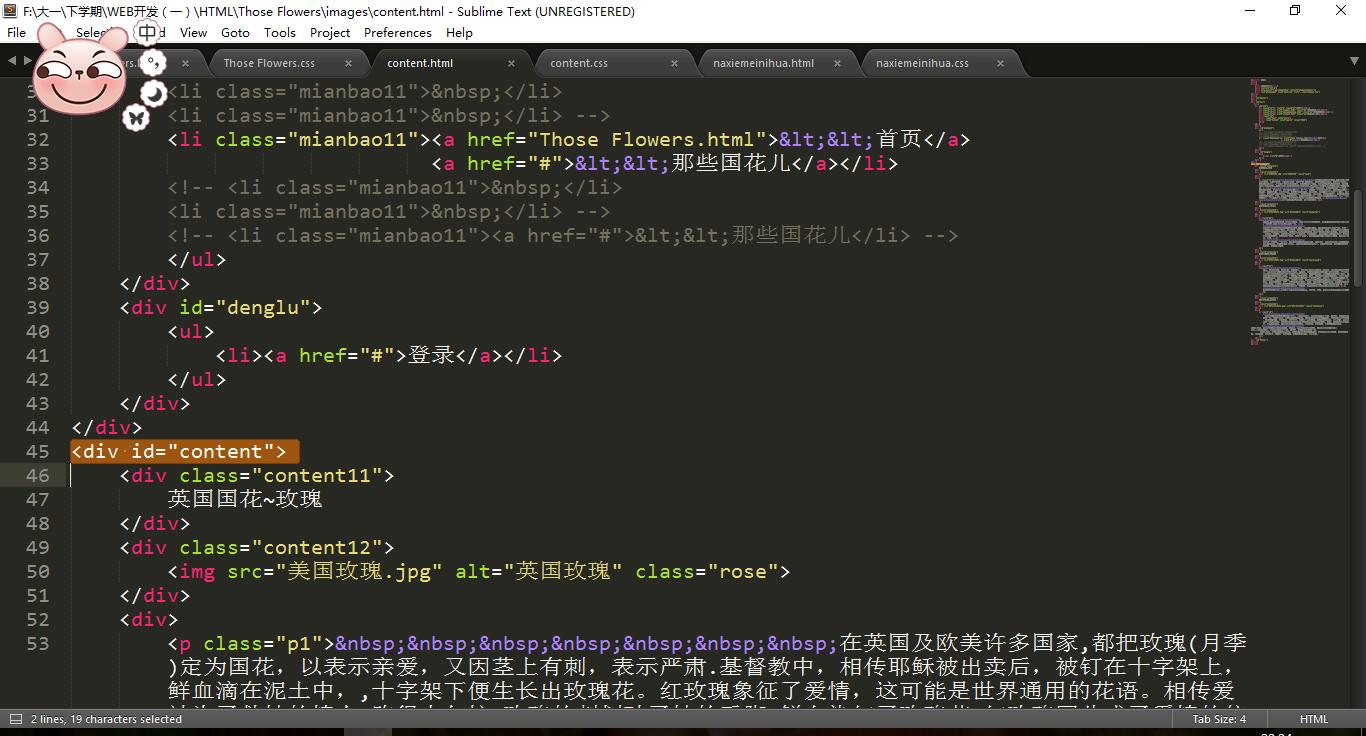 F:\大一\下学期\WEB开发 ( 一 ) \HTML\Those Flowers\images\content.html - Sublime Text (UNREGISTERED)
File View Goto Tools Project Preferences Help
中
Those Flowers.css × content.html × content.css × naxiemeinihua.html × naxiemeinihua.css ×
<li class="mianbao11">&nbsp;</li>
31 <li class="mianbao11">&nbsp;</li> -->
32 <li class="mianbao11"><a href="Those Flowers.html">&lt;&lt;首页</a>
33 <a href="#">&lt;&lt;那些国花儿</a></li>
34 <!-- <li class="mianbao11">&nbsp;</li>
35 <li class="mianbao11">&nbsp;</li> -->
36 <!-- <li class="mianbao11"><a href="#">&lt;&lt;那些国花儿</li> -->
37 </ul>
38 </div>
39 <div id="denglu">
40 <ul>
41 <li><a href="#">登录</a></li>
42 </ul>
43 </div>
44 </div>
45 <div id="content">
46 <div class="content11">
47 英国国花~玫瑰
48 </div>
49 <div class="content12">
50 <img src="美国玫瑰.jpg" alt="英国玫瑰" class="rose">
51 </div>
52 <div>
53 <p class="p1">&nbsp;&nbsp;&nbsp;&nbsp;&nbsp;&nbsp;&nbsp;在英国及欧美许多国家,都把玫瑰(月季
)定为国花，以表示亲爱，又因茎上有刺，表示严肃.基督教中，相传耶稣被出卖后，被钉在十字架上，
鲜血滴在泥土中，,十字架下便生长出玫瑰花。红玫瑰象征了爱情，这可能是世界通用的花语。相传爱
2 lines, 19 characters selected Tab Size: 4 HTML